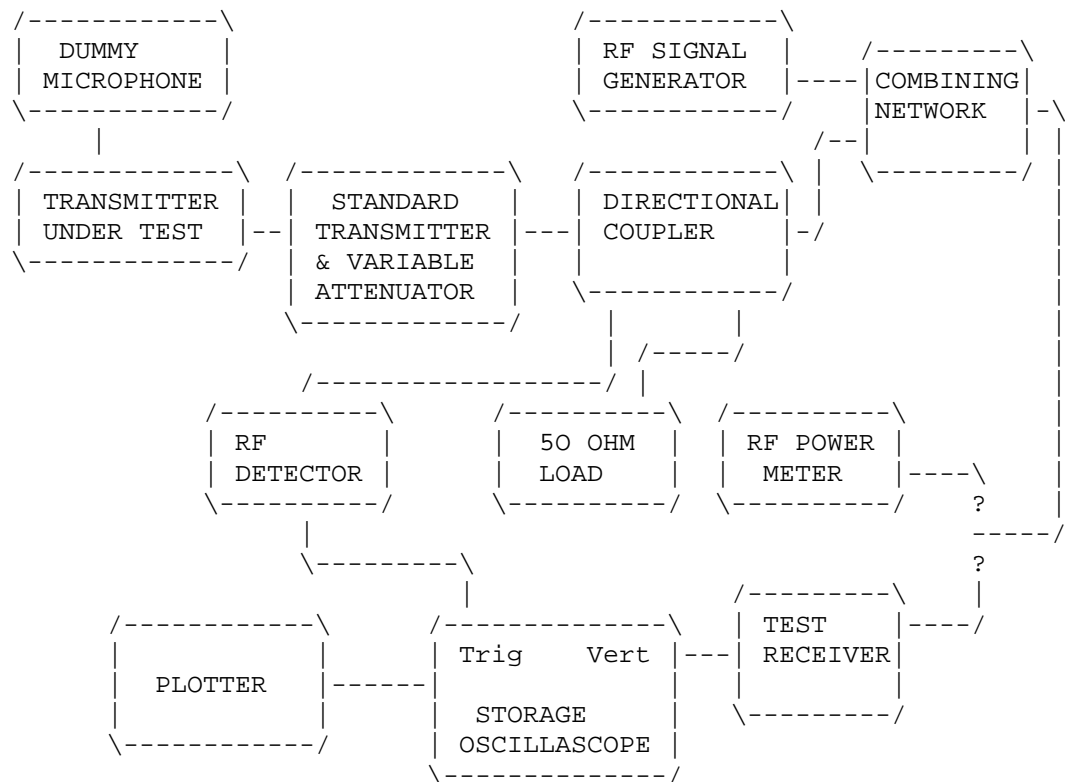 DUMMY
MICROPHONE
RF SIGNAL
GENERATOR
COMBINING
NETWORK
TRANSMITTER
UNDER TEST
STANDARD
TRANSMITTER
& VARIABLE
ATTENUATOR
DIRECTIONAL
COUPLER
RF
DETECTOR
50 OHM
LOAD
RF POWER
METER
?
?
PLOTTER
Trig Vert
STORAGE
OSCILLASCOPE
TEST
RECEIVER